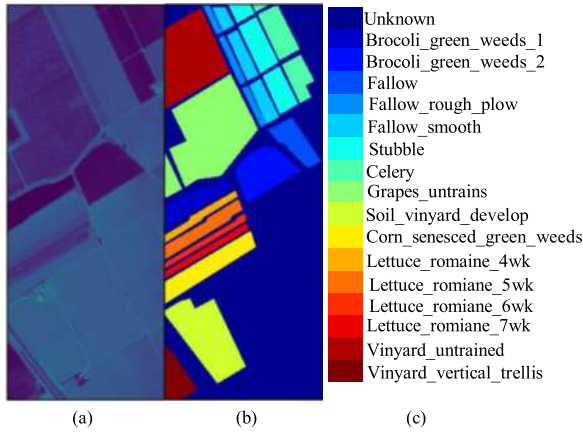 Unknown
Brocoli_green_weeds_1
Brocoli_green_weeds_2
Fallow
Fallow_rough_plow
Fallow_smooth
Stubble
Celery
Grapes_untrains
Soil_vinyard_develop
Corn_senesced_green_weeds
Lettuce_romaine_4wk
Lettuce_romiane_5wk
Lettuce_romiane_6wk
Lettuce_romiane_7wk
Vinyard_untrained
Vinyard_vertical_trellis
(a) (b) (c)